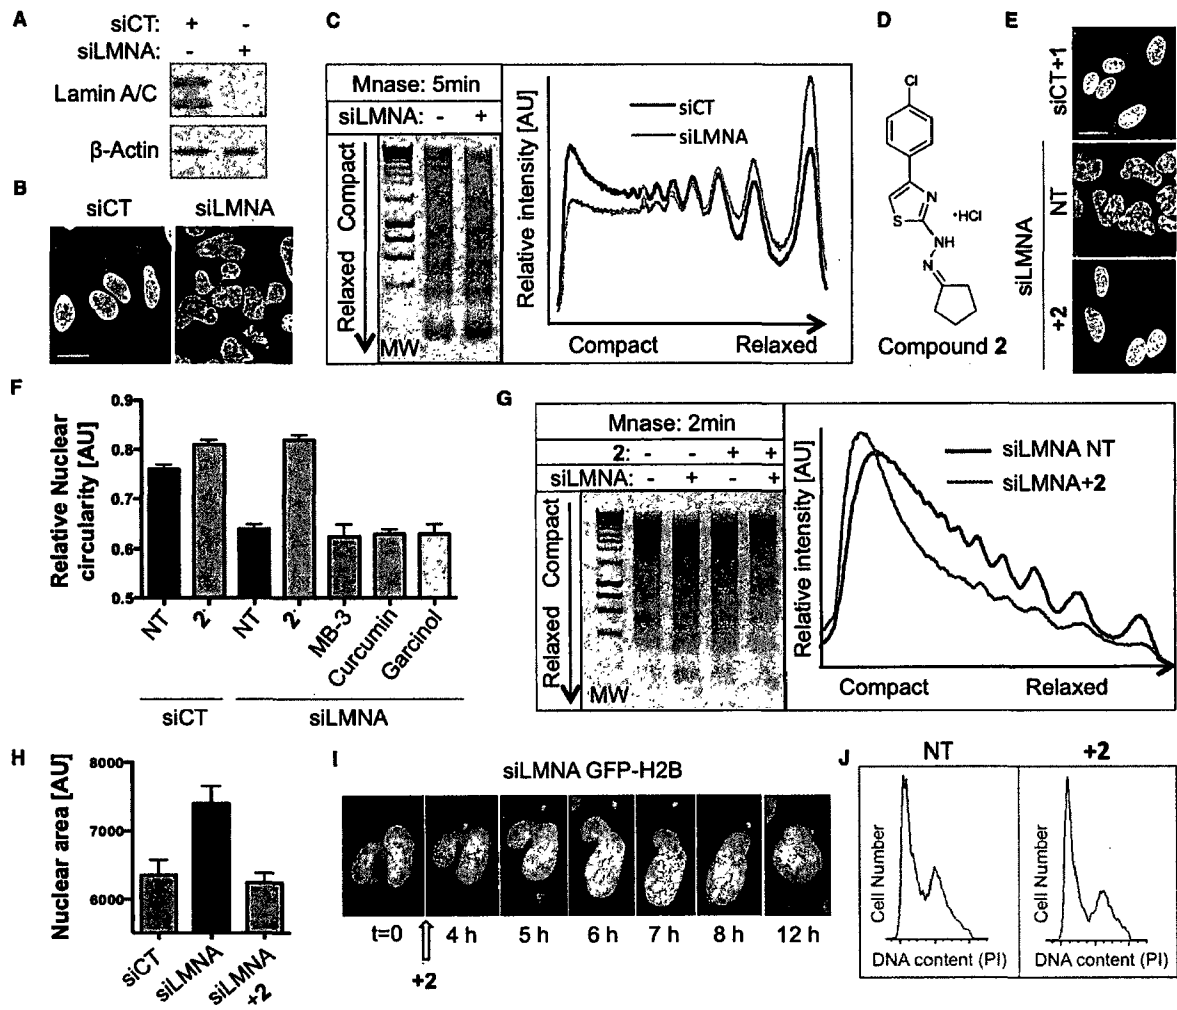 A
siCT: + -
siLMNA: - +
Lamin A/C
β-Actin
B
siCT siLMNA
C
Mnase: 5min
siLMNA: - +
Compact
Relaxed
MW
Relative intensity [AU]
siCT
siLMNA
Compact Relaxed
D
Cl
N
S
•HCl
NH
N
Compound 2
E
siCT+1
NT
+2
siLMNA
F
Relative Nuclear
circularity [AU]
0.9
0.8
0.7
0.6
0.5
NT
2
NT
2
MB-3
Curcumin
Garcinol
siCT siLMNA
G
Mnase: 2min
2: - - + +
siLMNA: - + - +
Compact
Relaxed
MW
Relative intensity [AU]
siLMNA NT
siLMNA+2
Compact Relaxed
H
Nuclear area [AU]
8000
7000
6000
siCT
siLMNA
siLMNA
+2
I
siLMNA GFP-H2B
t=0 4 h 5 h 6 h 7 h 8 h 12 h
+2
J
NT +2
Cell Number
Cell Number
DNA content (PI) DNA content (PI)